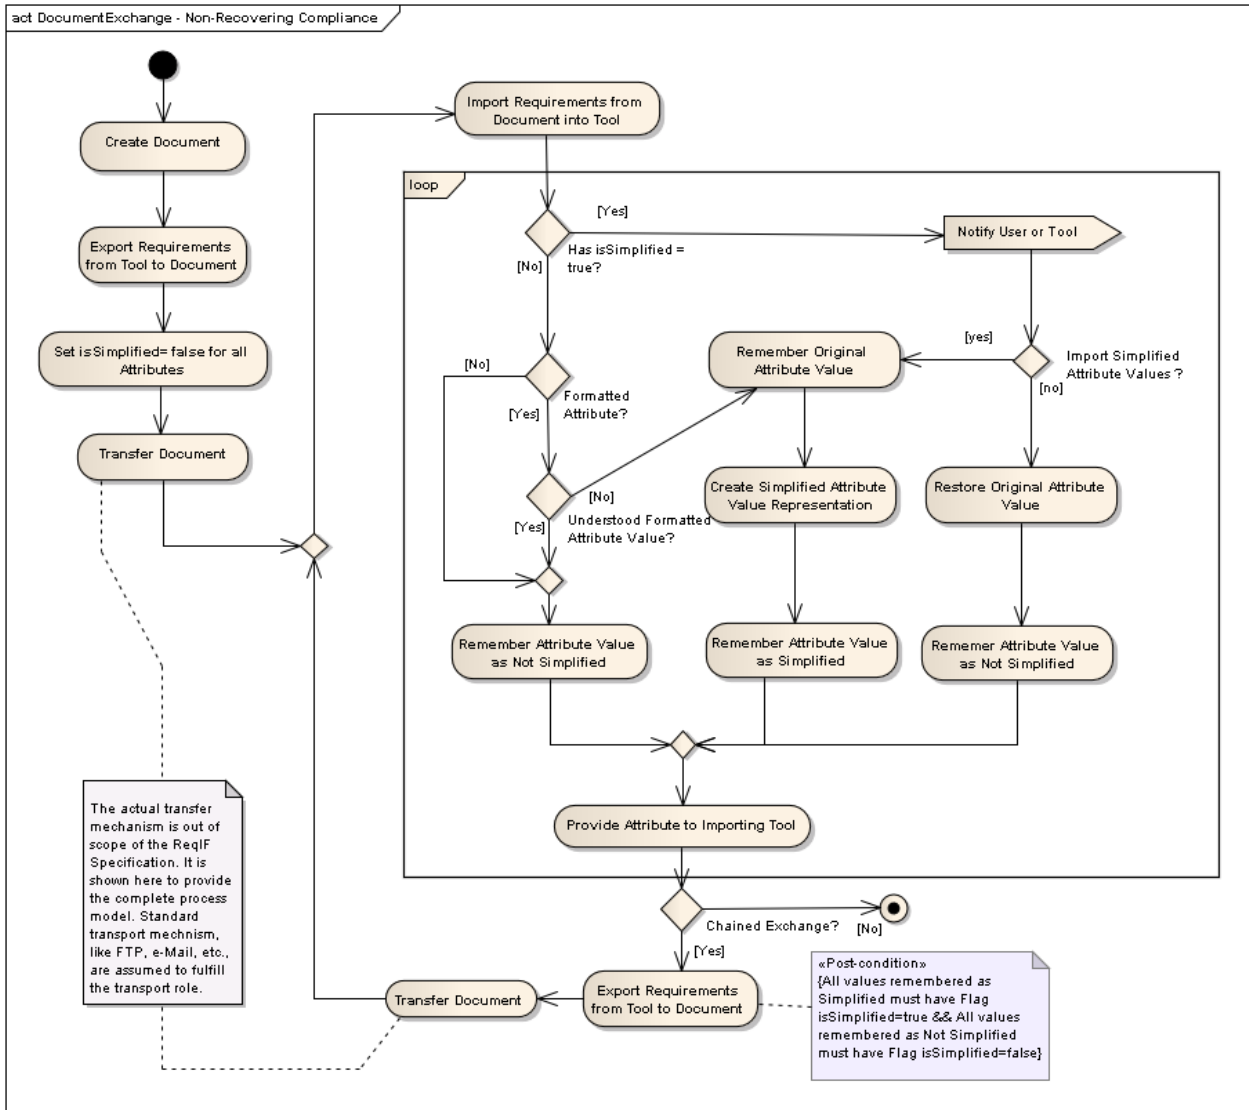 act DocumentExchange - Non-Recovering Compliance
Create Document
Export Requirements
from Tool to Document
Set isSimplified= false for all
Attributes
Transfer Document
Import Requirements from
Document into Tool
loop
[Yes]
Has isSimplified =
true?
[No]
Notify User or Tool
[No]
Formatted
Attribute?
[Yes]
Remember Original
Attribute Value
[yes]
Import Simplified
Attribute Values ?
[no]
[No]
Understood Formatted
Attribute Value?
[Yes]
Create Simplified Attribute
Value Representation
Restore Original Attribute
Value
Remember Attribute Value
as Not Simplified
Remember Attribute Value
as Simplified
Rememer Attribute Value
as Not Simplified
Provide Attribute to Importing Tool
Chained Exchange?
[No]
[Yes]
Export Requirements
from Tool to Document
Transfer Document
The actual transfer
mechanism is out of
scope of the ReqIF
Specification. It is
shown here to provide
the complete process
model. Standard
transport mechnism,
like FTP, e-Mail, etc.,
are assumed to fulfill
the transport role.
«Post-condition»
{All values remembered as
Simplified must have Flag
isSimplified=true && All values
remembered as Not Simplified
must have Flag isSimplified=false}